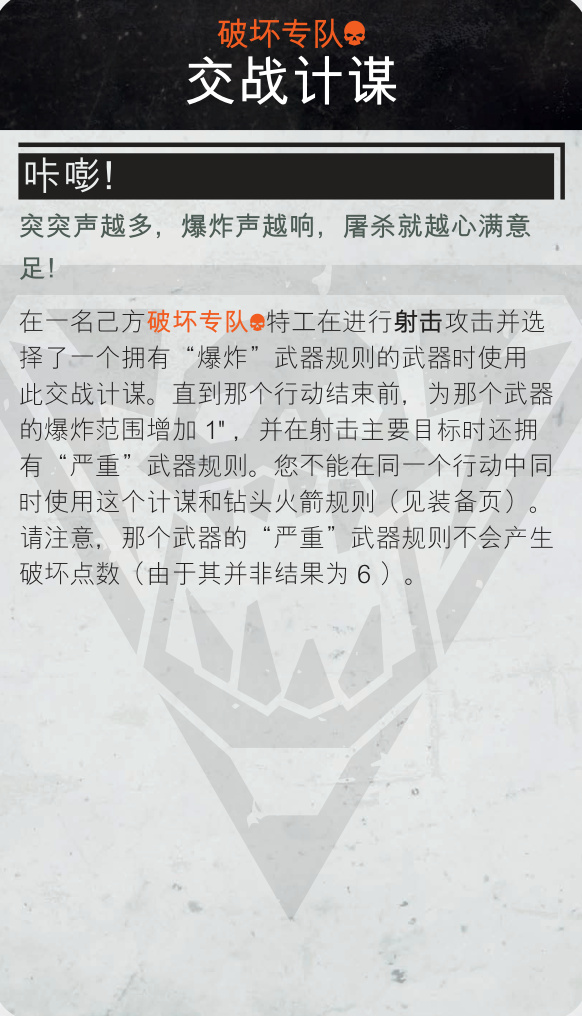 破坏专队
交战计谋
咔嘭!
突突声越多，爆炸声越响，屠杀就越心满意
足!
在一名己方破坏专队特工在进行射击攻击并选
择了一个拥有“爆炸”武器规则的武器时使用
此交战计谋。直到那个行动结束前，为那个武器
的爆炸范围增加 1"，并在射击主要目标时还拥
有“严重”武器规则。您不能在同一个行动中同
时使用这个计谋和钻头火箭规则（见装备页）。
请注意，那个武器的“严重”武器规则不会产生
破坏点数（由于其并非结果为 6 ）。